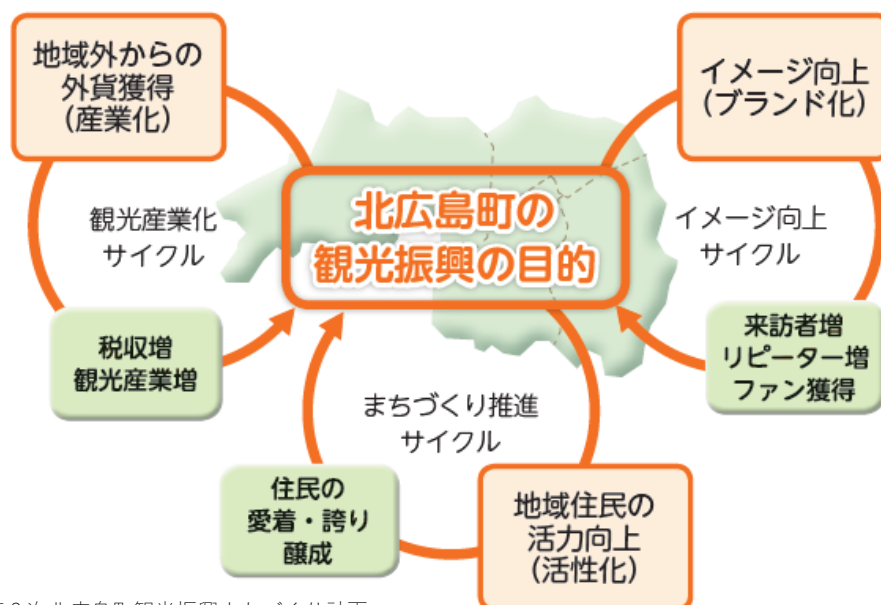 地域外からの
外貨獲得
(産業化)
イメージ向上
(ブランド化)
北広島町の
観光振興の目的
観光産業化
サイクル
イメージ向上
サイクル
税収増
観光産業増
来訪者増
リピーター増
ファン獲得
まちづくり推進
サイクル
住民の
愛着・誇り
醸成
地域住民の
活力向上
(活性化)